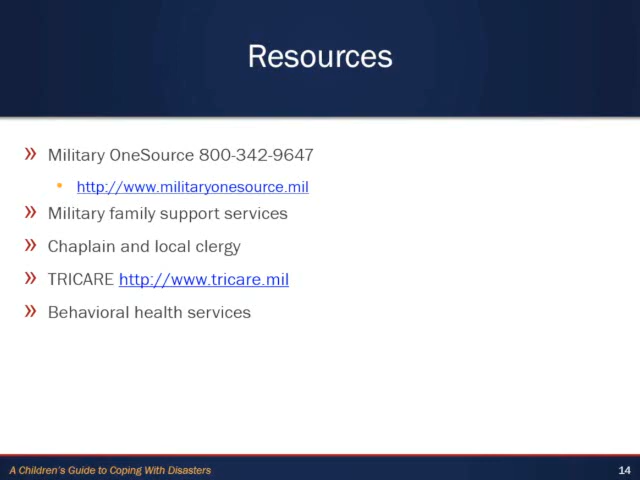 Resources
» Military OneSource 800-342-9647
• http://www.militaryonesource.mil
» Military family support services
» Chaplain and local clergy
» TRICARE http://www.tricare.mil
» Behavioral health services
A Children's Guide to Coping With Disasters
14